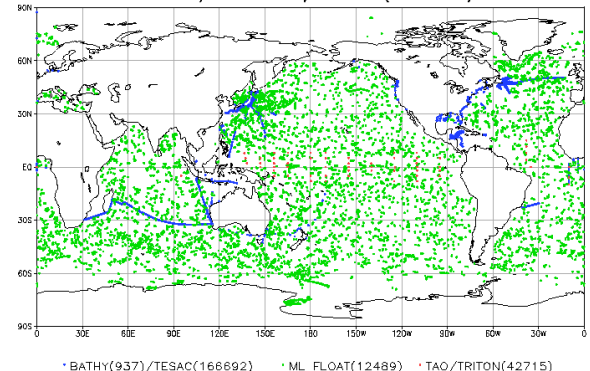 90N
60N
30N
EQ
30S
60S
90S
0 30E 60E 90E 120E 150E 180 150W 120W 90W 60W 30W 0
BATHY(937)/TESAC(166692) ML FLOAT(12489) TAO/TRITON(42715)